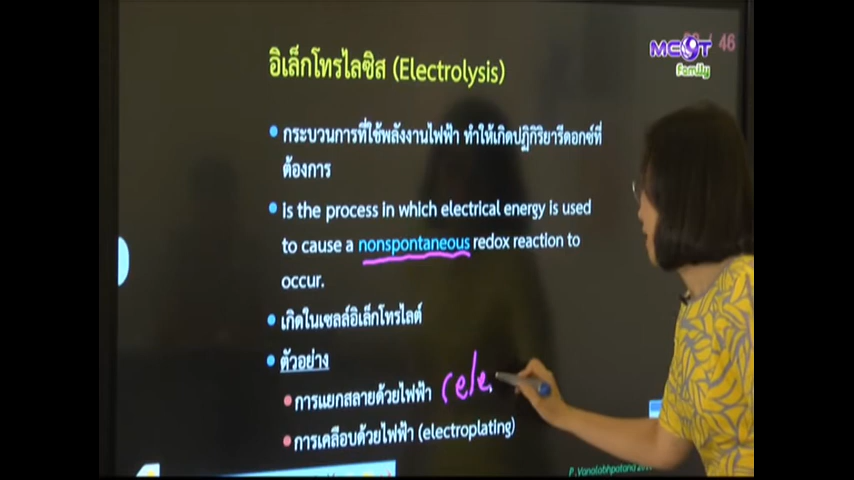 MCOT
family
46
อิเล็กโทรไลซิส (Electrolysis)
กระบวนการที่ใช้พลังงานไฟฟ้า ทำให้เกิดปฏิกิริยารีดอกซ์ที่
ต้องการ
is the process in which electrical energy is used
to cause a nonspontaneous redox reaction to
occur.
เกิดในเซลล์อิเล็กโทรไลต์
ตัวอย่าง
การแยกสลายด้วยไฟฟ้า (ele
การเคลือบด้วยไฟฟ้า (electroplating)
P.Vanalabhpatana